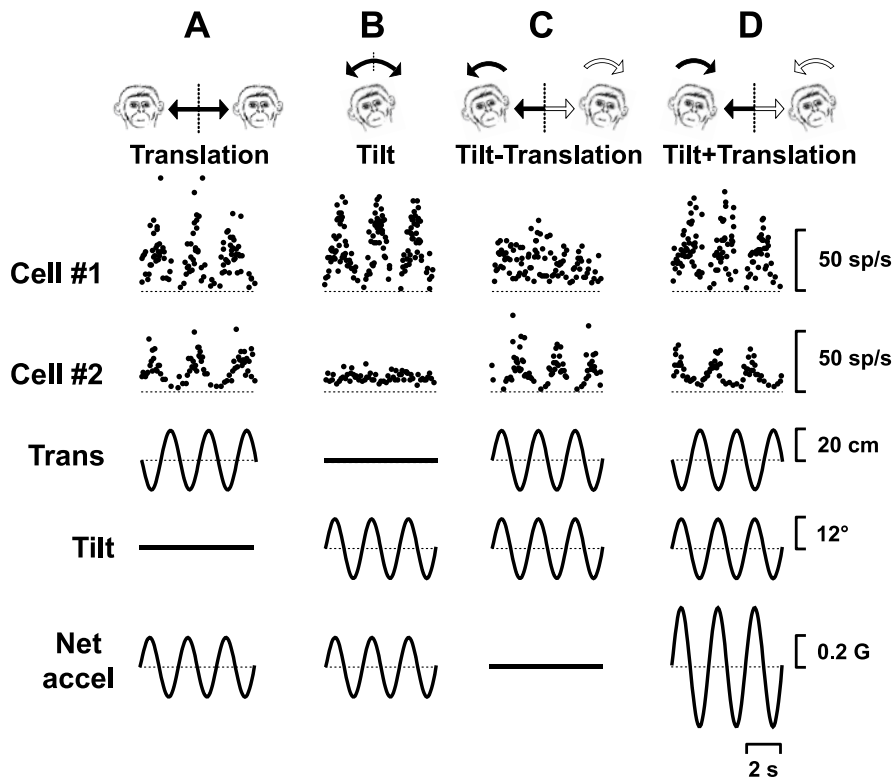 A B C D
Translation Tilt Tilt-Translation Tilt+Translation
Cell #1 50 sp/s
Cell #2 50 sp/s
Trans 20 cm
Tilt 12°
Net
accel 0.2 G
2 s